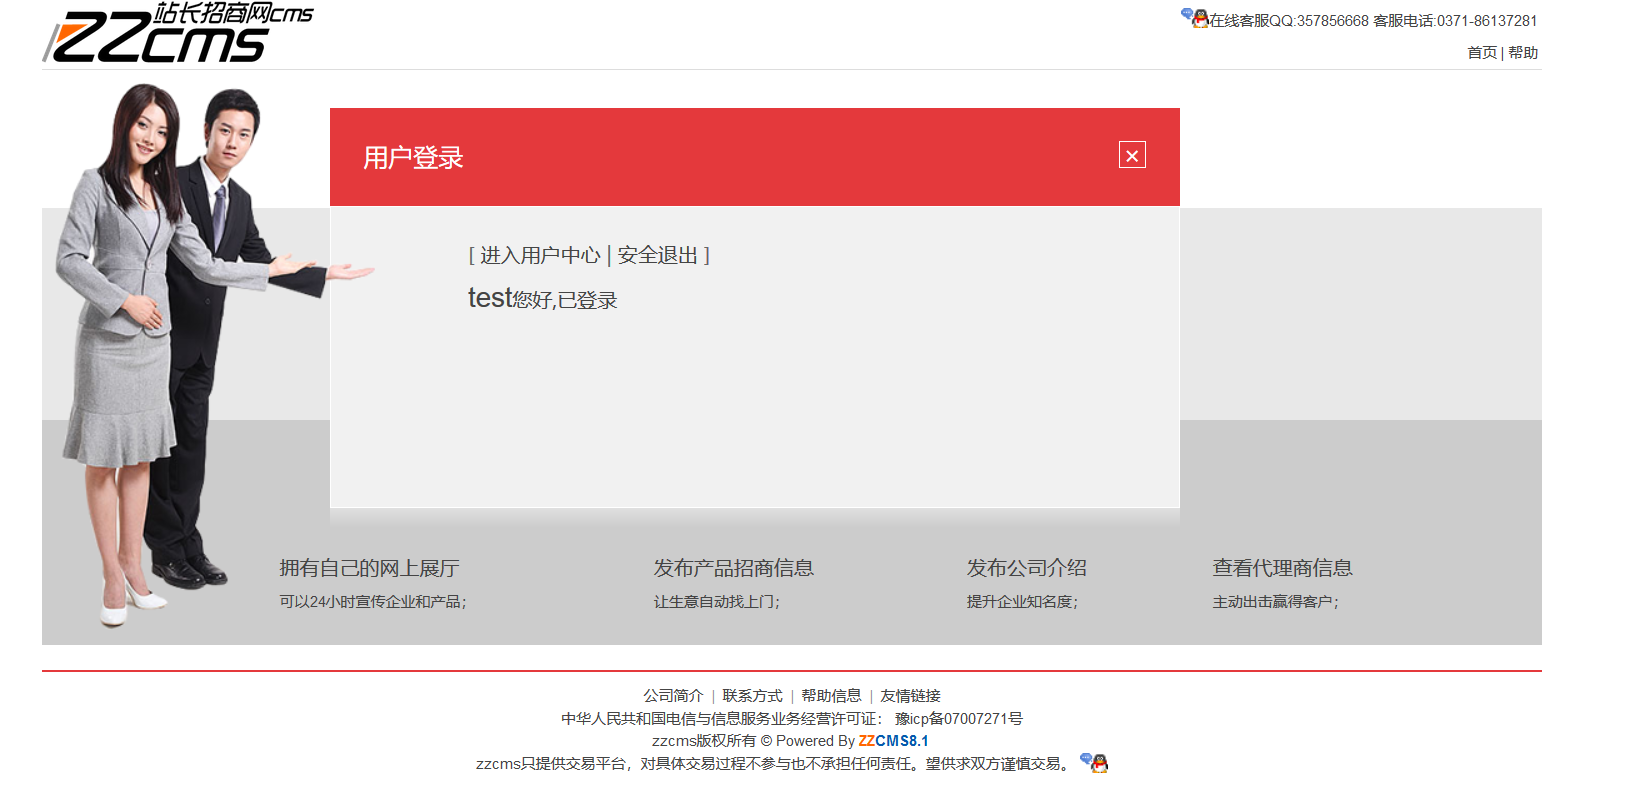 站长招商网cms
ZZcms
在线客服QQ:357856668 客服电话:0371-86137281
首页 | 帮助
用户登录
[ 进入用户中心 | 安全退出 ]
test您好,已登录
拥有自己的网上展厅
可以24小时宣传企业和产品；
发布产品招商信息
让生意自动找上门；
发布公司介绍
提升企业知名度；
查看代理商信息
主动出击赢得客户；
公司简介 | 联系方式 | 帮助信息 | 友情链接
中华人民共和国电信与信息服务业务经营许可证： 豫icp备07007271号
zzcms版权所有 © Powered By ZZCMS8.1
zzcms只提供交易平台，对具体交易过程不参与也不承担任何责任。望供求双方谨慎交易。